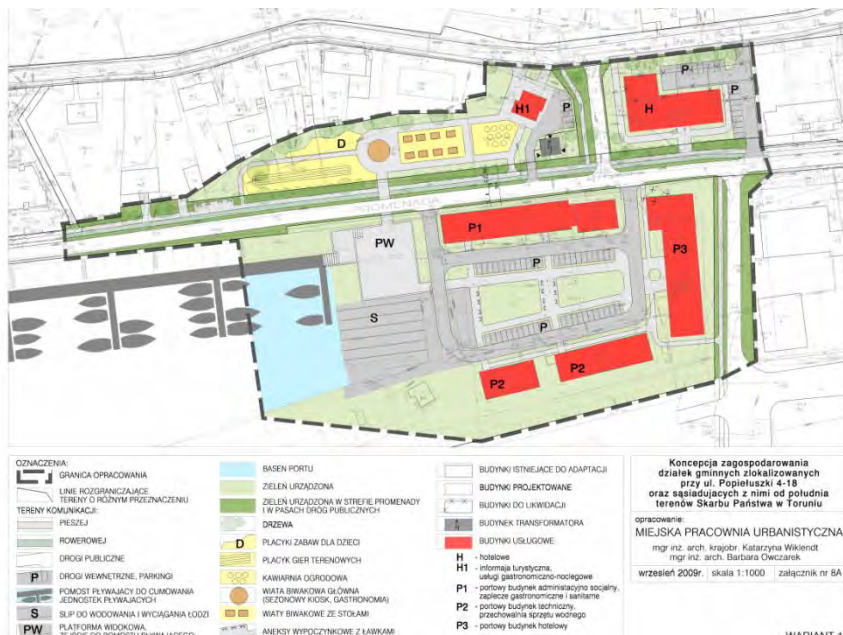 H1
P
P
H
P
D
PROMENADA
P1
PW
P3
P
S
P
P2
P2
OZNACZENIA:
GRANICA OPRACOWANIA
LINIE ROZGRANICZAJĄCE
TERENY O RÓŻNYM PRZEZNACZENIU
TERENY KOMUNIKACJI:
PIESZEJ
ROWEROWEJ
DROGI PUBLICZNE
P DROGI WEWNĘTRZNE, PARKINGI
POMOST PŁYWAJĄCY DO CUMOWANIA
JEDNOSTEK PŁYWAJĄCYCH
S SLIP DO WODOWANIA I WYCIĄGANIA ŁODZI
PW PLATFORMA WIDOKOWA,
BASEN PORTU
ZIELEŃ URZĄDZONA
ZIELEŃ URZĄDZONA W STREFIE PROMENADY
I W PASACH DRÓG PUBLICZNYCH
DRZEWA
D PLACYKI ZABAW DLA DZIECI
PLACYK GIER TERENOWYCH
KAWIARNIA OGRODOWA
WIATA BIWAKOWA GŁÓWNA
(SEZONOWY KIOSK, GASTRONOMIA)
WIATY BIWAKOWE ZE STOŁAMI
ANEKSY WYPOCZYNKOWE Z ŁAWKAMI
BUDYNKI ISTNIEJĄCE DO ADAPTACJI
BUDYNKI PROJEKTOWANE
BUDYNKI DO LIKWIDACJI
BUDYNEK TRANSFORMATORA
BUDYNKI USŁUGOWE
H - hotelowe
H1 - informacja turystyczna,
usługi gastronomiczno-noclegowe
P1 - portowy budynek administracyjno socjalny,
zaplecze gastronomiczne i sanitarne
P2 - portowy budynek techniczny,
przechowalnia sprzętu wodnego
P3 - portowy budynek hotelowy
Koncepcja zagospodarowania
działek gminnych zlokalizowanych
przy ul. Popiełuszki 4-18
oraz sąsiadujących z nimi od południa
terenów Skarbu Państwa w Toruniu
opracowanie:
MIEJSKA PRACOWNIA URBANISTYCZNA
mgr inż. arch. krajobr. Katarzyna Wiklendt
mgr inż. arch. Barbara Owczarek
wrzesień 2009r. skala 1:1000 załącznik nr 8A
WARIANT 1